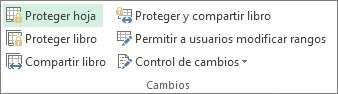 Proteger hoja
Proteger y compartir libro
Proteger libro
Permitir a usuarios modificar rangos
Compartir libro
Control de cambios
Cambios